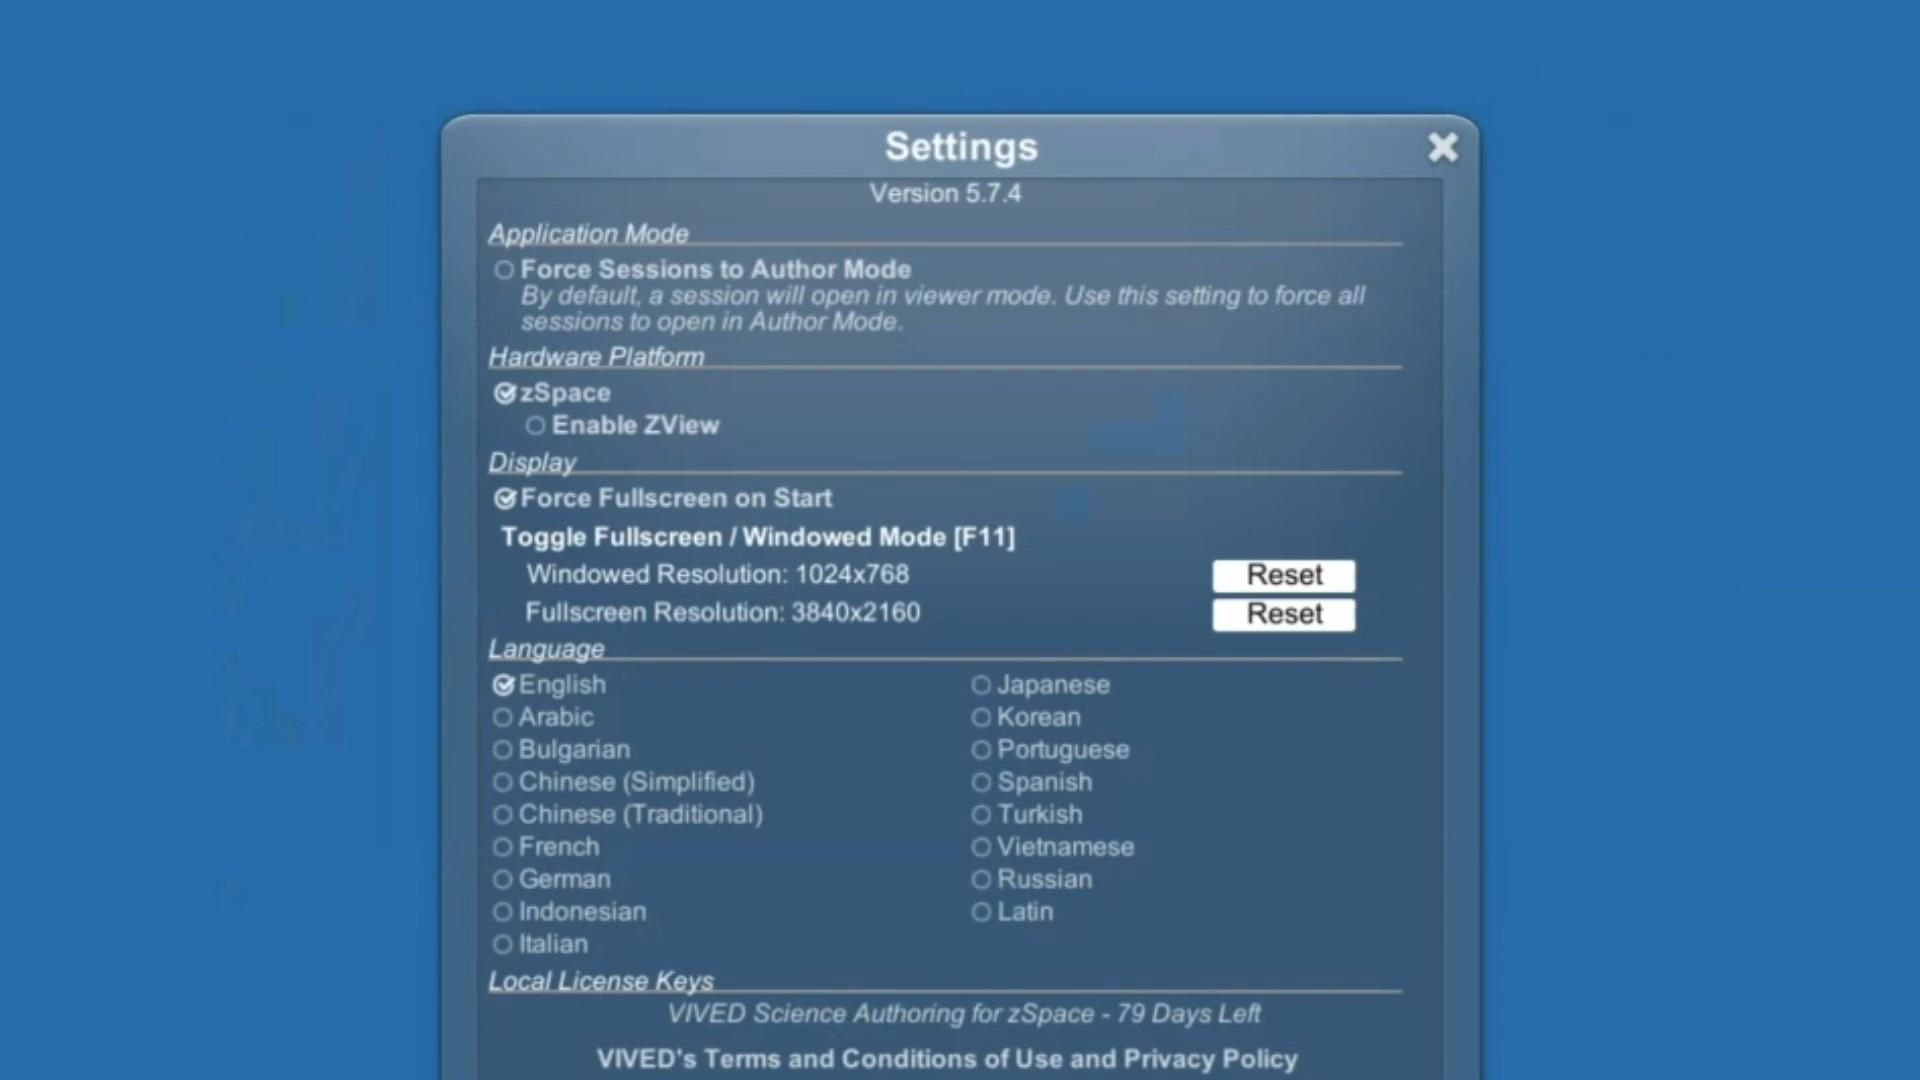 Settings
Version 5.7.4
Application Mode
Force Sessions to Author Mode
By default, a session will open in viewer mode. Use this setting to force all
sessions to open in Author Mode.
Hardware Platform
zSpace
Enable ZView
Display
Force Fullscreen on Start
Toggle Fullscreen / Windowed Mode [F11]
Windowed Resolution: 1024x768 Reset
Fullscreen Resolution: 3840x2160 Reset
Language
English Japanese
Arabic Korean
Bulgarian Portuguese
Chinese (Simplified) Spanish
Chinese (Traditional) Turkish
French Vietnamese
German Russian
Indonesian Latin
Italian
Local License Keys
VIVED Science Authoring for zSpace - 79 Days Left
VIVED's Terms and Conditions of Use and Privacy Policy